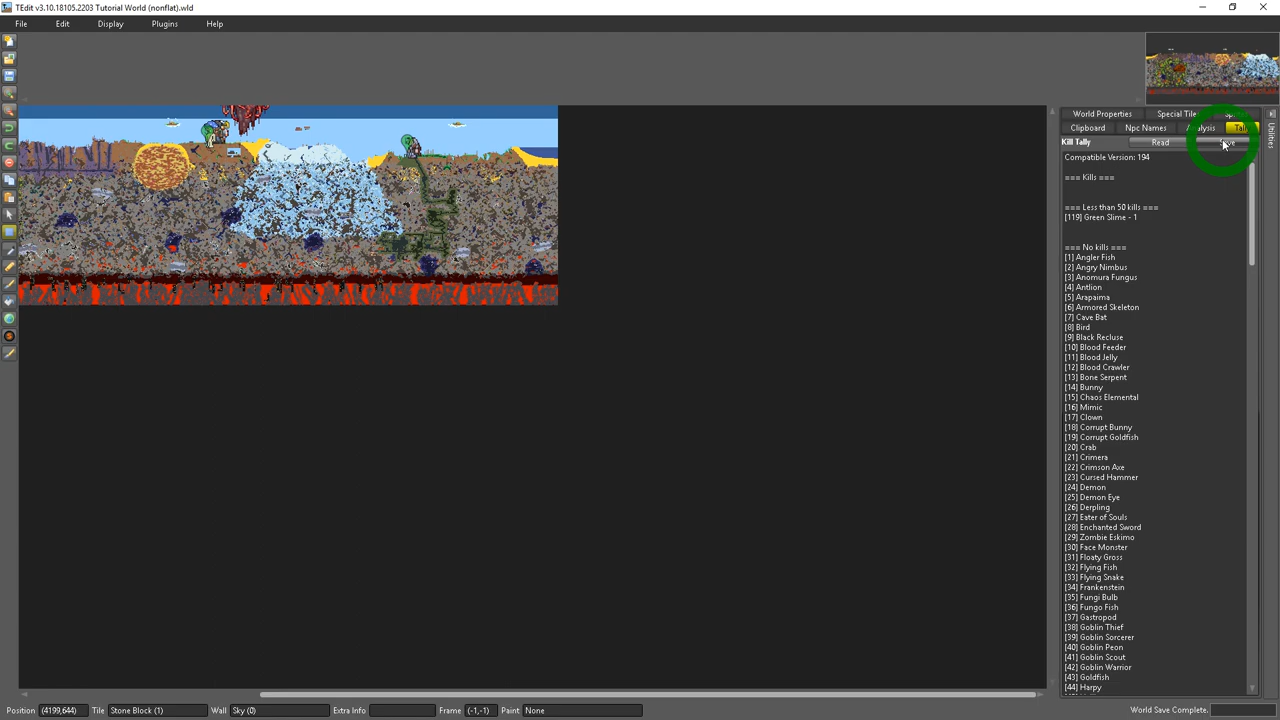 TEdit v3.10.18105.2203 Tutorial World (nonflat).wld
File Edit Display Plugins Help
World Properties Special Tiles
Clipboard Npc Names Analysis
Kill Tally Read
Utilities
Compatible Version: 194
=== Kills ===
=== Less than 50 kills ===
[119] Green Slime - 1
=== No kills ===
[1] Angler Fish
[2] Angry Nimbus
[3] Anomura Fungus
[4] Antlion
[5] Arapaima
[6] Armored Skeleton
[7] Cave Bat
[8] Bird
[9] Black Recluse
[10] Blood Feeder
[11] Blood Jelly
[12] Blood Crawler
[13] Bone Serpent
[14] Bunny
[15] Chaos Elemental
[16] Mimic
[17] Clown
[18] Corrupt Bunny
[19] Corrupt Goldfish
[20] Crab
[21] Crimera
[22] Crimson Axe
[23] Cursed Hammer
[24] Demon
[25] Demon Eye
[26] Derpling
[27] Eater of Souls
[28] Enchanted Sword
[29] Zombie Eskimo
[30] Face Monster
[31] Floaty Gross
[32] Flying Fish
[33] Flying Snake
[34] Frankenstein
[35] Fungi Bulb
[36] Fungo Fish
[37] Gastropod
[38] Goblin Thief
[39] Goblin Sorcerer
[40] Goblin Peon
[41] Goblin Scout
[42] Goblin Warrior
[43] Goldfish
[44] Harpy
Position (4199,644) Tile Stone Block (1) Wall Sky (0) Extra Info Frame (-1,-1) Paint None World Save Complete.